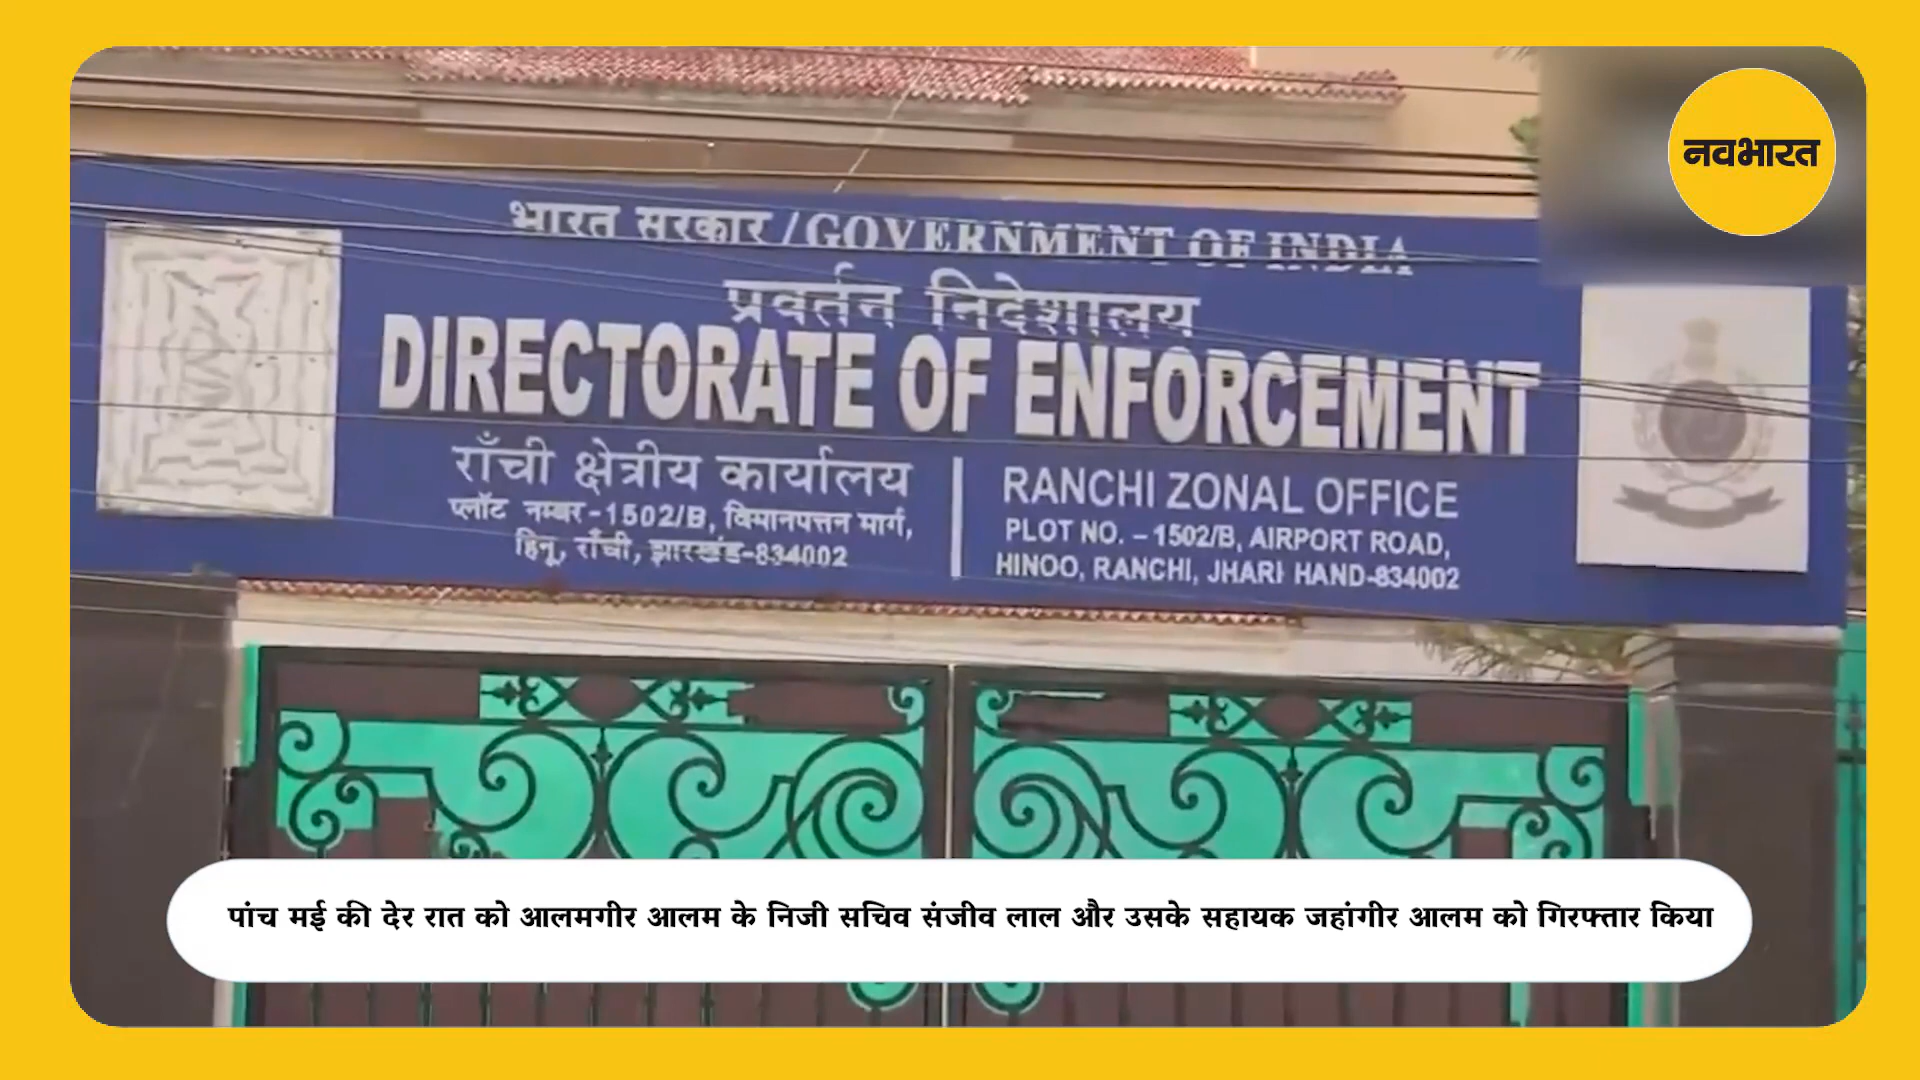 नवभारत
भारत सरकार / GOVERNMENT OF INDIA
प्रवर्तन निदेशालय
DIRECTORATE OF ENFORCEMENT
राँची क्षेत्रीय कार्यालय
प्लॉट नम्बर-1502/B, विमानपत्तन मार्ग,
हिनू, राँची, झारखंड-834002
RANCHI ZONAL OFFICE
PLOT NO. – 1502/B, AIRPORT ROAD,
HINOO, RANCHI, JHARKHAND-834002
पांच मई की देर रात को आलमगीर आलम के निजी सचिव संजीव लाल और उसके सहायक जहांगीर आलम को गिरफ्तार किया